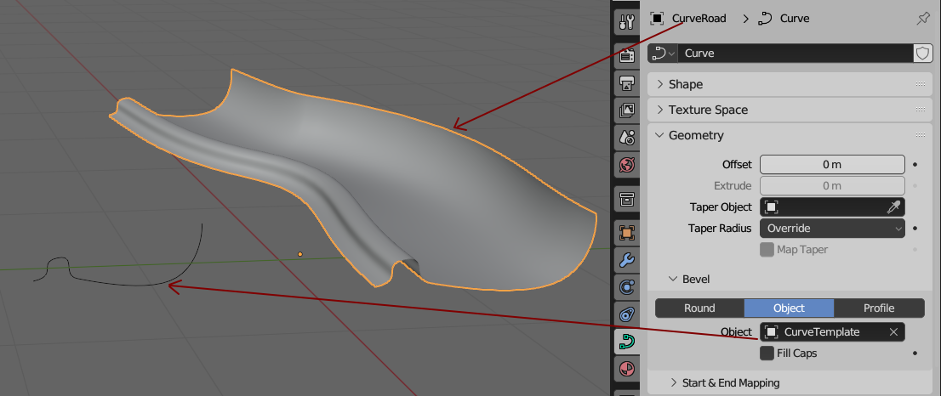 CurveRoad > Curve
Curve
Shape
Texture Space
Geometry
Offset 0 m
Extrude 0 m
Taper Object
Taper Radius Override
Map Taper
Bevel
Round Object Profile
Object CurveTemplate
Fill Caps
Start & End Mapping